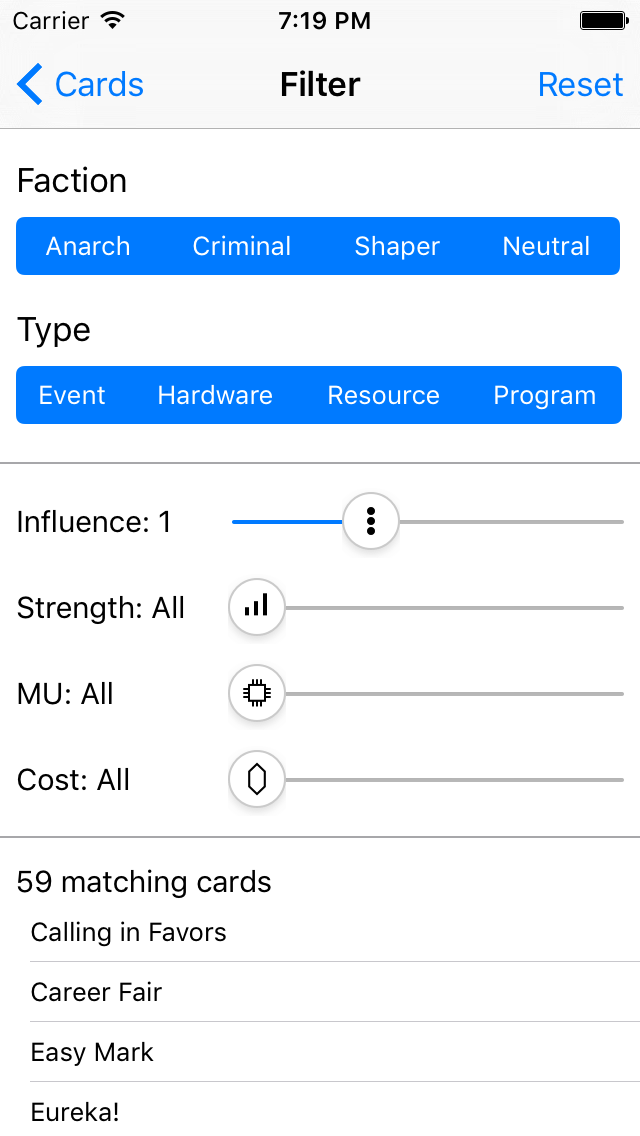 Carrier 7:19 PM
Cards Filter Reset
Faction
Anarch Criminal Shaper Neutral
Type
Event Hardware Resource Program
Influence: 1
Strength: All
MU: All
Cost: All
59 matching cards
Calling in Favors
Career Fair
Easy Mark
Eureka!